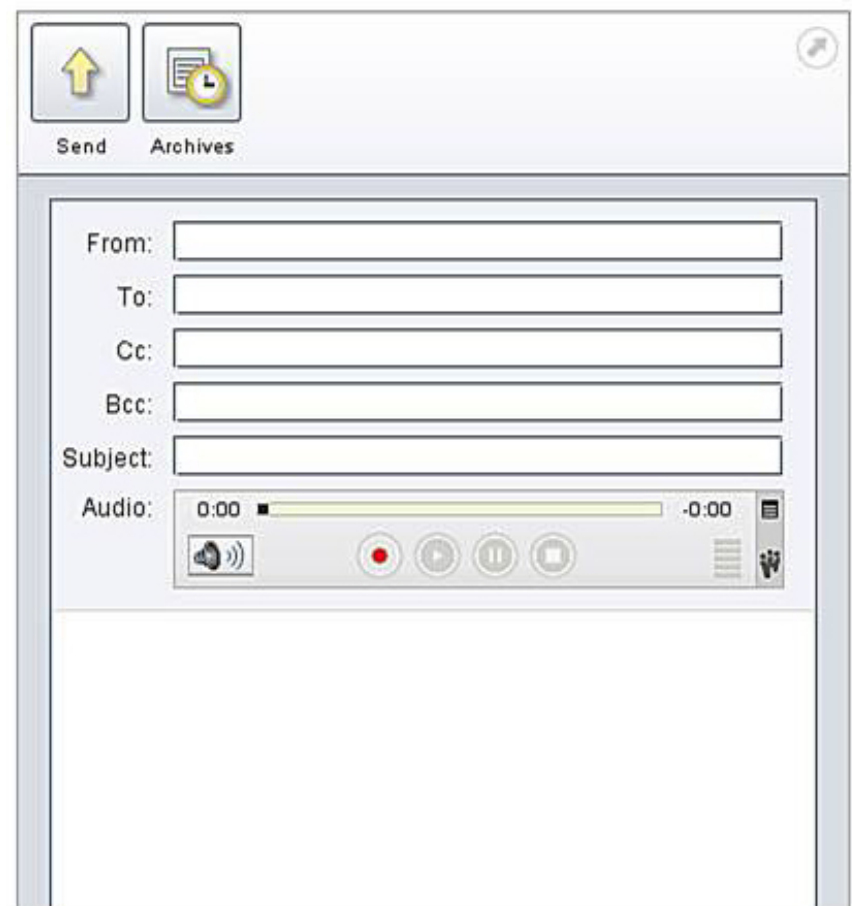 Send Archives
From:
To:
Cc:
Bcc:
Subject:
Audio: 0:00 -0:00